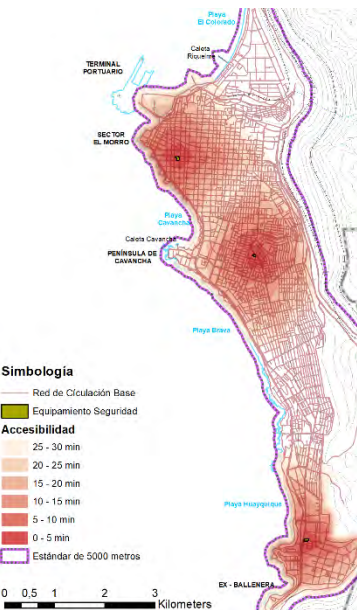 Playa
El Colorado
Caleta
Riquelme
TERMINAL
PORTUARIO
SECTOR
EL MORRO
Playa
Cavancha
Caleta Cavancha
PENÍNSULA DE
CAVANCHA
Playa Brava
Simbología
Red de Circulación Base
Equipamiento Seguridad
Accesibilidad
25 - 30 min
20 - 25 min
15 - 20 min
10 - 15 min
5 - 10 min
0 - 5 min
Estándar de 5000 metros
Playa Huayquique
EX - BALLENERA
0 0,5 1 2 3
Kilometers